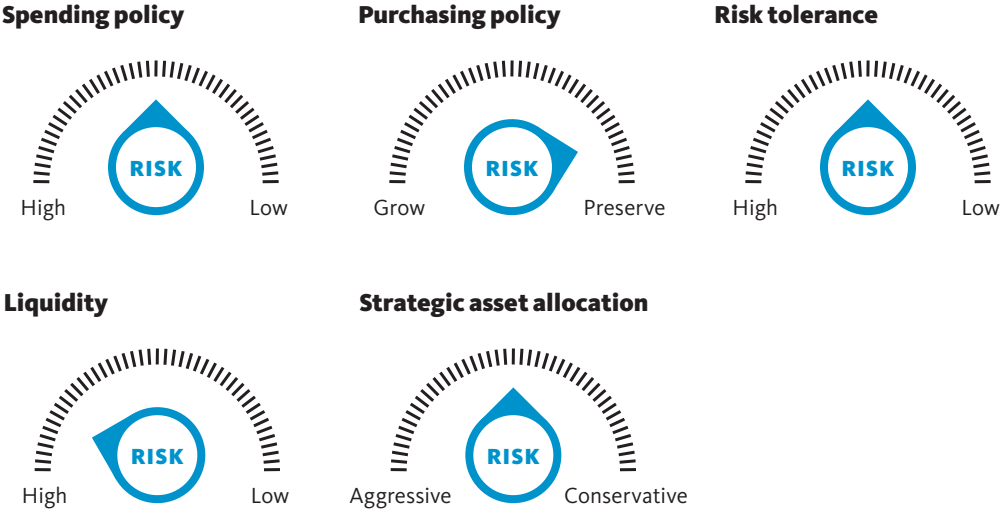 Spending policy
Purchasing policy
Risk tolerance
RISK
RISK
RISK
High
Low
Grow
Preserve
High
Low
Liquidity
Strategic asset allocation
RISK
RISK
High
Low
Aggressive
Conservative